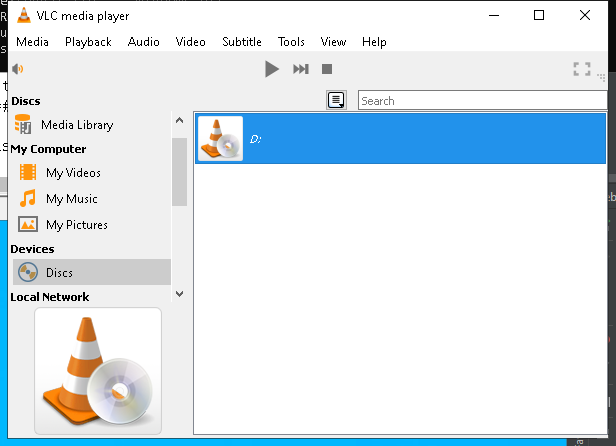 VLC media player
Media Playback Audio Video Subtitle Tools View Help
Discs
Search
Media Library
D:
My Computer
My Videos
My Music
My Pictures
Devices
Discs
Local Network